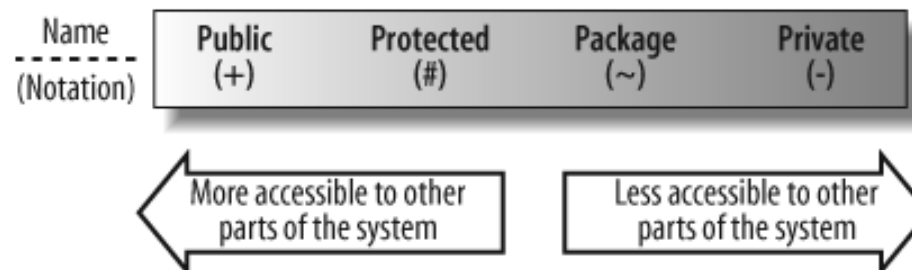 Name
(Notation)
Public Protected Package Private
(+) (#) (~) (-)
More accessible to other
parts of the system
Less accessible to other
parts of the system